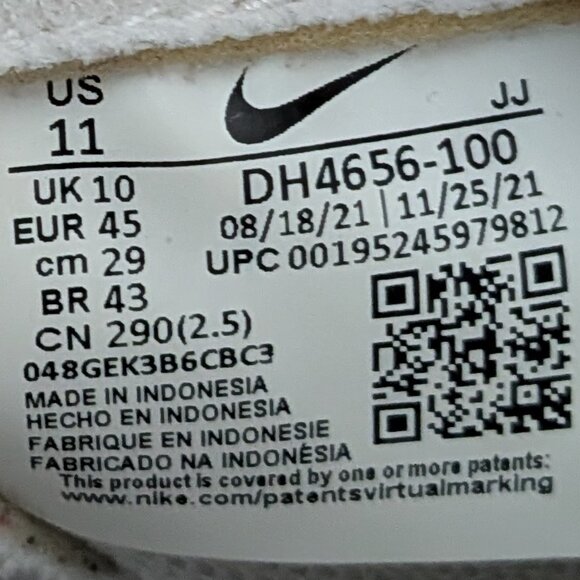 US
11
JJ
UK 10
EUR 45
cm 29
BR 43
CN 290(2.5)
DH4656-100
08/18/21 | 11/25/21
UPC 00195245979812
048GEK3B6CBC3
MADE IN INDONESIA
HECHO EN INDONESIA
FABRIQUE EN INDONESIE
FABRICADO NA INDONÉSIA
This product is covered by one or more patents:
www.nike.com/patentsvirtualmarking